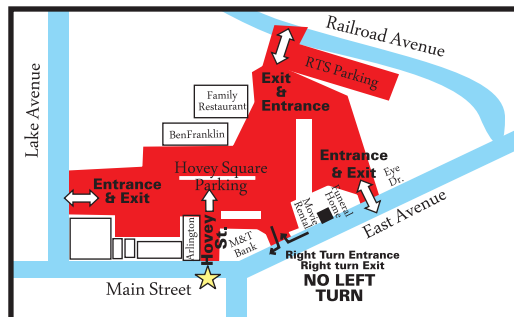 Railroad Avenue
RTS Parking
Exit
&
Entrance
Lake Avenue
Family
Restaurant
BenFranklin
Hovey Square
Parking
Entrance
& Exit
Entrance
& Exit
Eye
Dr.
East Avenue
Funeral
Home
Movie
Rental
Arlington
Hovey
St.
M&T
Bank
Right Turn Entrance
Right turn Exit
NO LEFT
TURN
Main Street